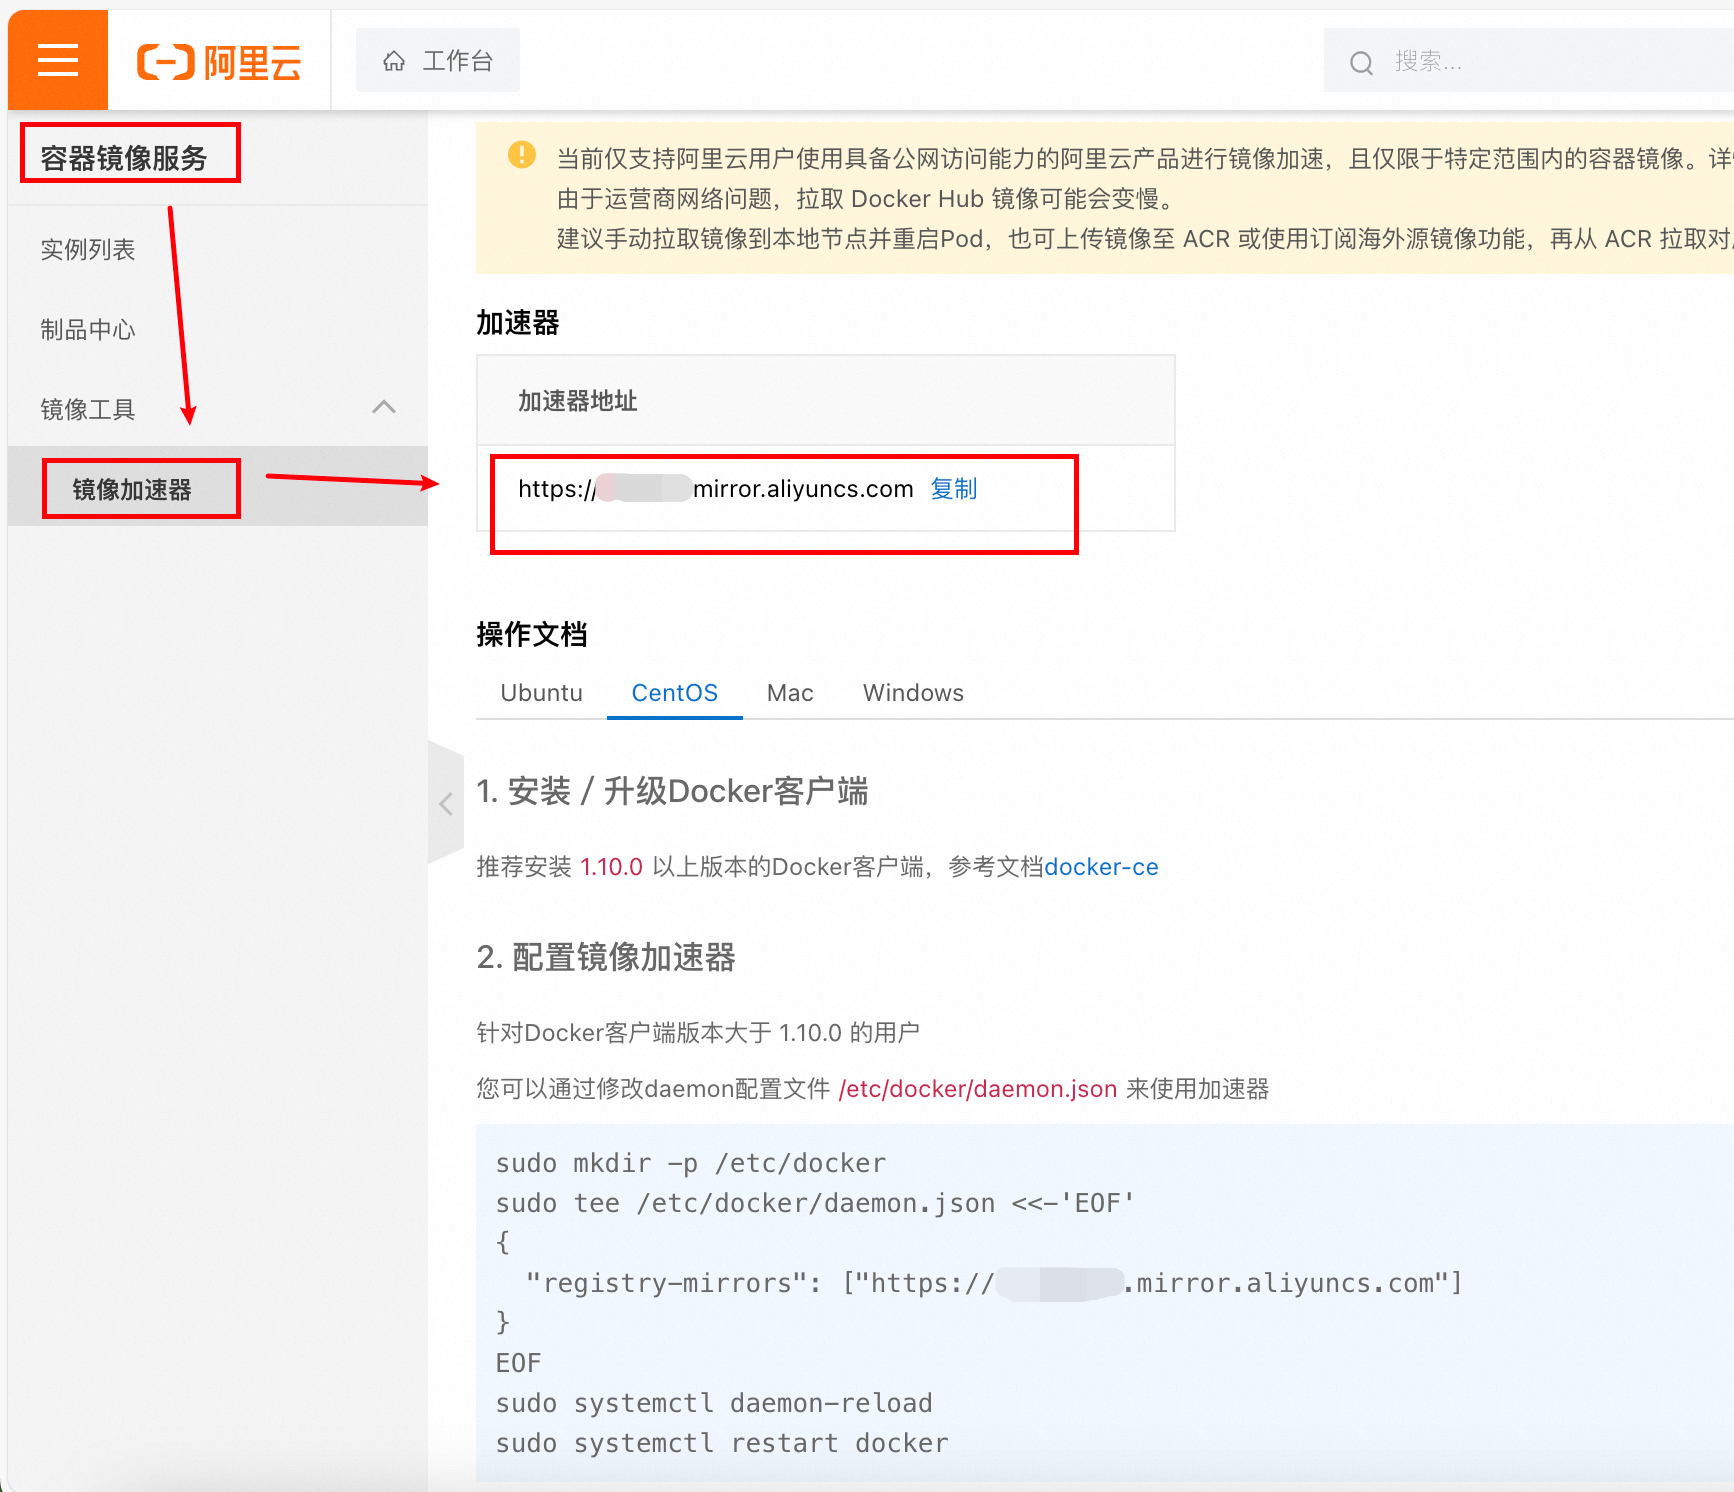 阿里云
工作台
搜索...
容器镜像服务
实例列表
制品中心
镜像工具
镜像加速器
当前仅支持阿里云用户使用具备公网访问能力的阿里云产品进行镜像加速，且仅限于特定范围内的容器镜像。详
由于运营商网络问题，拉取 Docker Hub 镜像可能会变慢。
建议手动拉取镜像到本地节点并重启Pod，也可上传镜像至 ACR 或使用订阅海外源镜像功能，再从 ACR 拉取对
加速器
加速器地址
https:// mirror.aliyuncs.com 复制
操作文档
Ubuntu CentOS Mac Windows
1. 安装 / 升级Docker客户端
推荐安装 1.10.0 以上版本的Docker客户端，参考文档docker-ce
2. 配置镜像加速器
针对Docker客户端版本大于 1.10.0 的用户
您可以通过修改daemon配置文件 /etc/docker/daemon.json 来使用加速器
sudo mkdir -p /etc/docker
sudo tee /etc/docker/daemon.json <<-'EOF'
{
  "registry-mirrors": ["https:// .mirror.aliyuncs.com"]
}
EOF
sudo systemctl daemon-reload
sudo systemctl restart docker